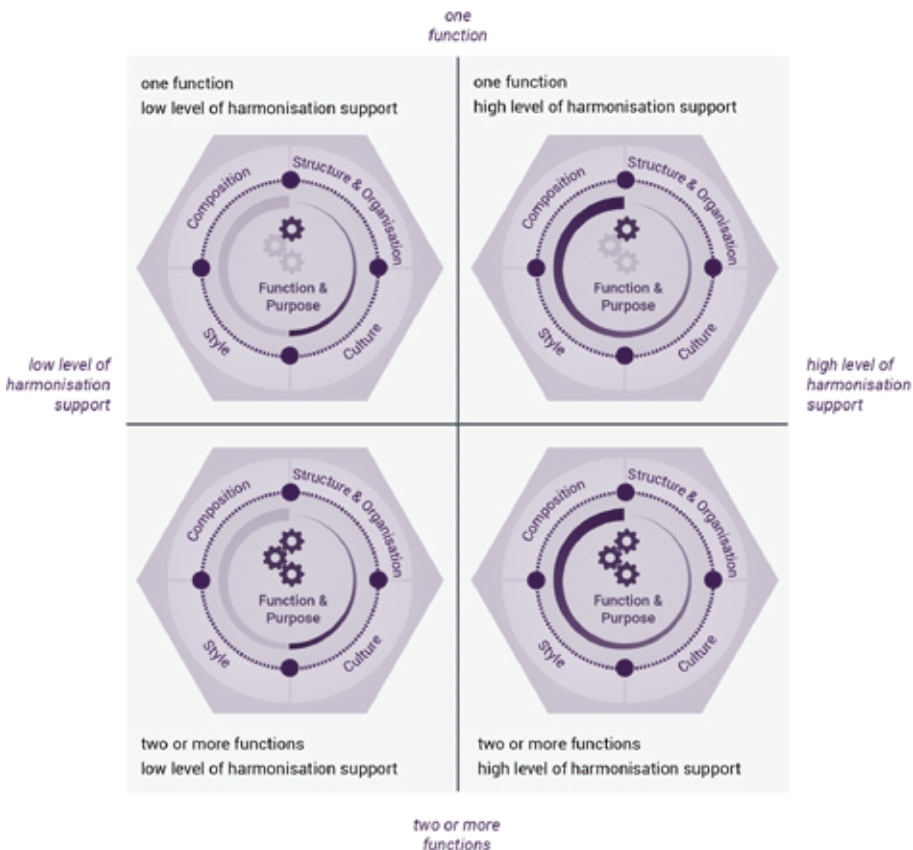 one
function
one function
low level of harmonisation support
Composition
Structure & Organisation
Function &
Purpose
Style
Culture
one function
high level of harmonisation support
Composition
Structure & Organisation
Function &
Purpose
Style
Culture
low level of
harmonisation
support
high level of
harmonisation
support
Composition
Structure & Organisation
Function &
Purpose
Style
Culture
two or more functions
low level of harmonisation support
Composition
Structure & Organisation
Function &
Purpose
Style
Culture
two or more functions
high level of harmonisation support
two or more
functions